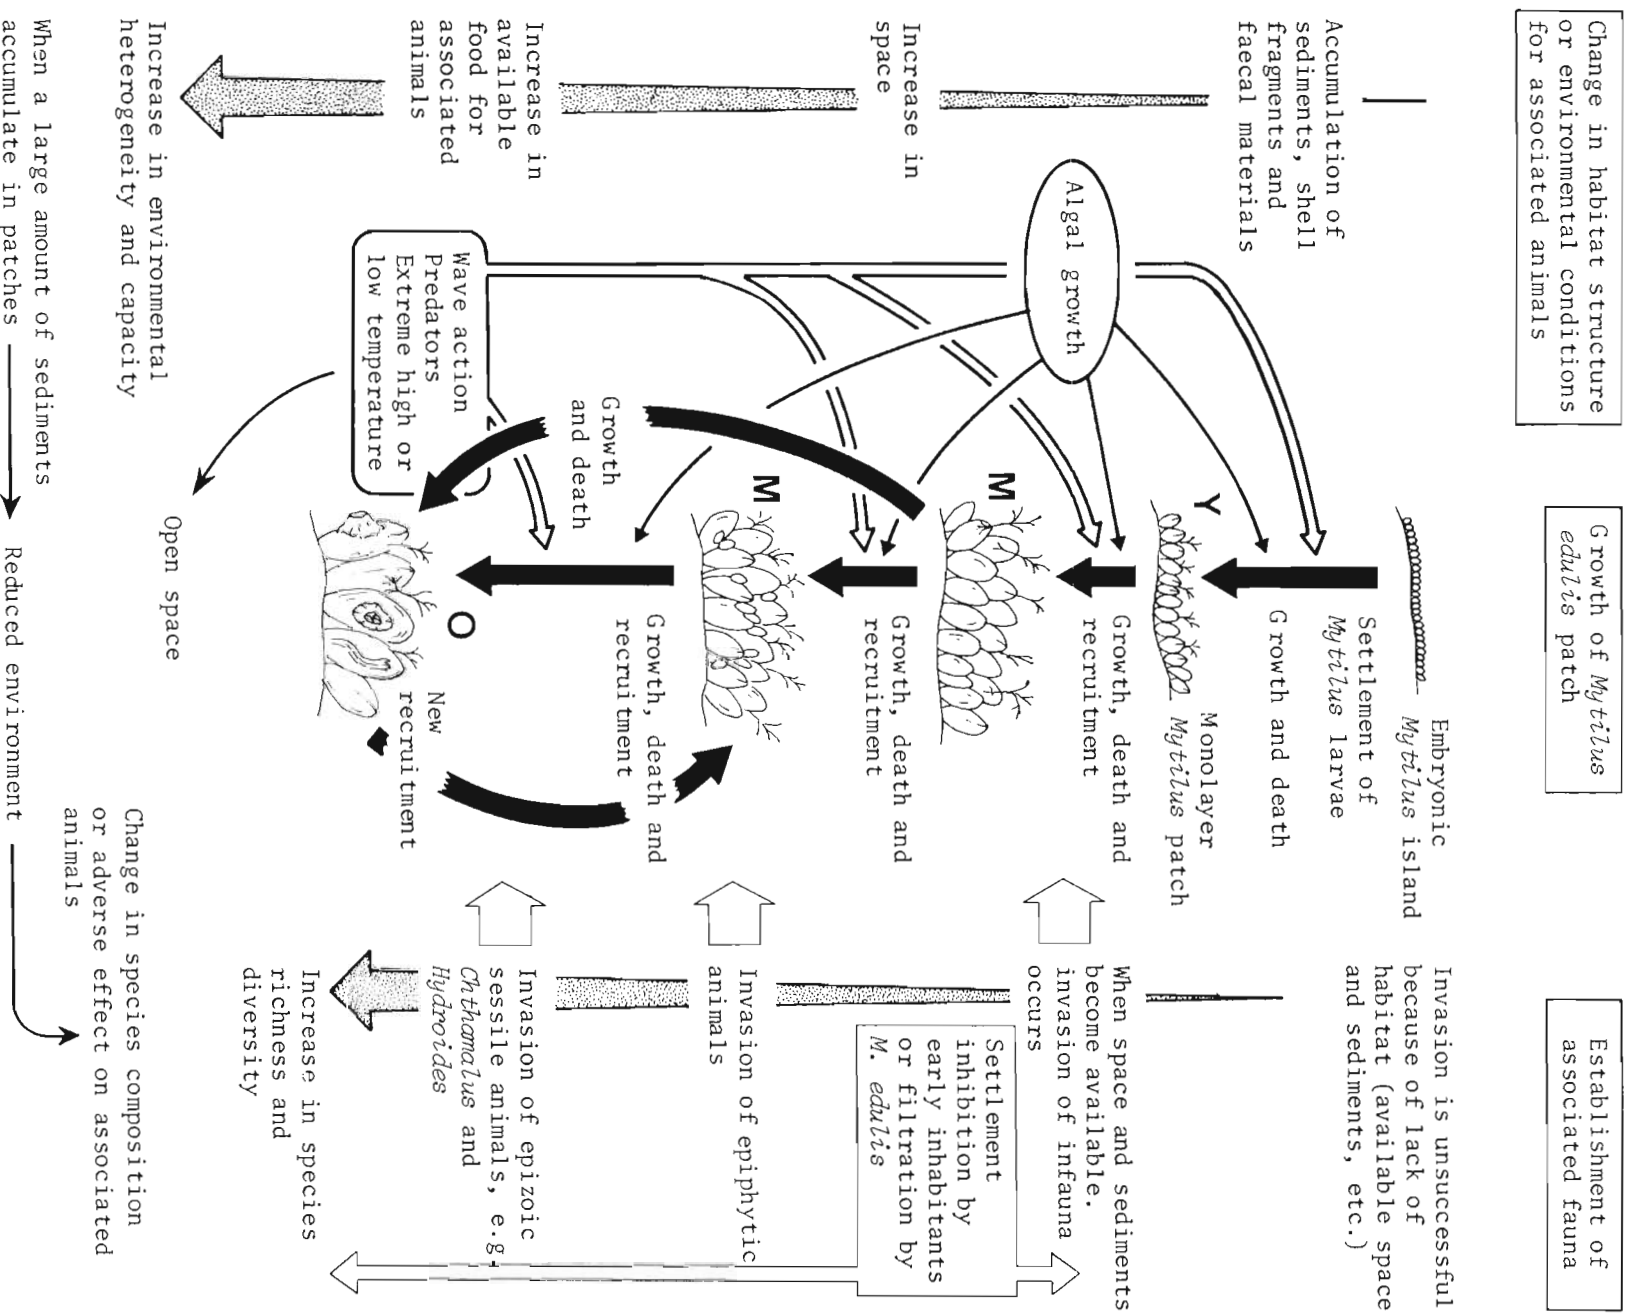 Change in habitat structure
or environmental conditions
for associated animals
Growth of Mytilus
edulis patch
Establishment of
associated fauna
Accumulation of
sediments, shell
fragments and
faecal materials
Increase in
space
Increase in
available
food for
associated
animals
Increase in environmental
heterogeneity and capacity
When a large amount of sediments
accumulate in patches
Algal growth
Wave action
Predators
Extreme high or
low temperature
Embryonic
Mytilus island
Settlement of
Mytilus larvae
Growth and death
Y
Monolayer
Mytilus patch
Growth, death and
recruitment
M
Growth, death and
recruitment
M
Growth, death and
recruitment
Growth
and death
O
New
recruitment
Open space
Reduced environment
Invasion is unsuccessful
because of lack of
habitat (available space
and sediments, etc.)
When space and sediments
become available.
invasion of infauna
occurs
Settlement
inhibition by
early inhabitants
or filtration by
M. edulis
Invasion of epiphytic
animals
Invasion of epizoic
sessile animals, e.g.
Chthamalus and
Hydroides
Increase in species
richness and
diversity
Change in species composition
or adverse effect on associated
animals